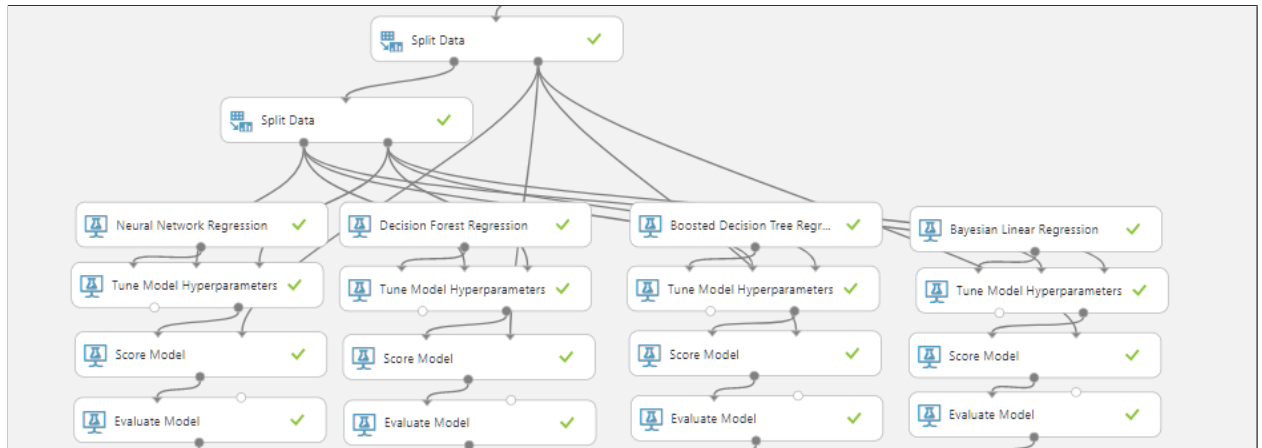 Split Data
Split Data
Neural Network Regression
Decision Forest Regression
Boosted Decision Tree Regr...
Bayesian Linear Regression
Tune Model Hyperparameters
Tune Model Hyperparameters
Tune Model Hyperparameters
Tune Model Hyperparameters
Score Model
Score Model
Score Model
Score Model
Evaluate Model
Evaluate Model
Evaluate Model
Evaluate Model